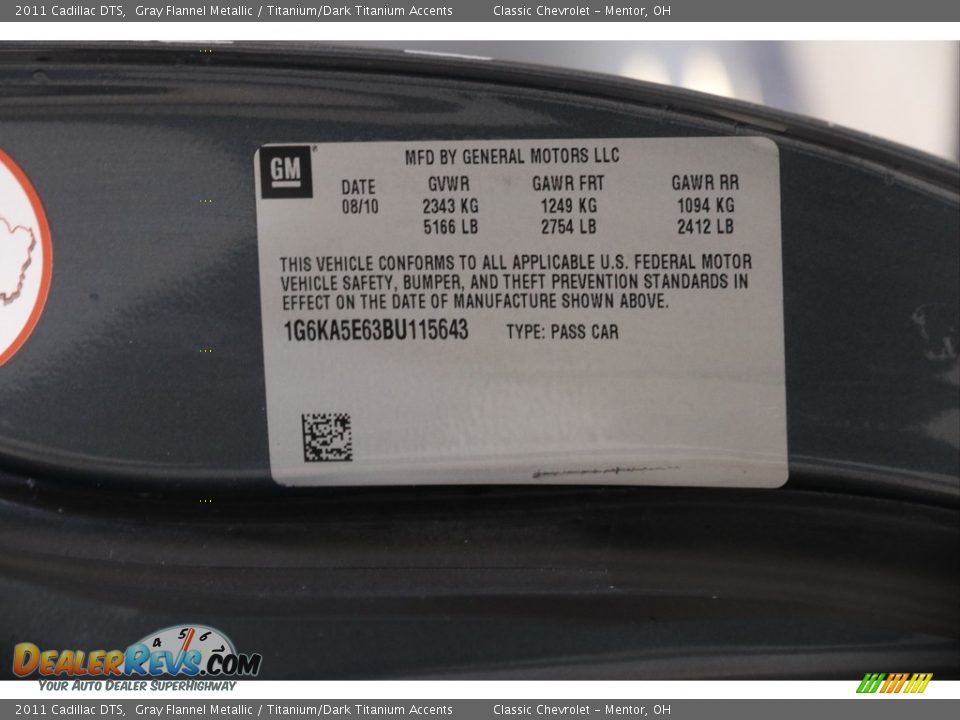 2011 Cadillac DTS, Gray Flannel Metallic / Titanium/Dark Titanium Accents Classic Chevrolet – Mentor, OH
GM
MFD BY GENERAL MOTORS LLC
DATE GVWR GAWR FRT GAWR RR
08/10 2343 KG 1249 KG 1094 KG
5166 LB 2754 LB 2412 LB
THIS VEHICLE CONFORMS TO ALL APPLICABLE U.S. FEDERAL MOTOR
VEHICLE SAFETY, BUMPER, AND THEFT PREVENTION STANDARDS IN
EFFECT ON THE DATE OF MANUFACTURE SHOWN ABOVE.
1G6KA5E63BU115643 TYPE: PASS CAR
4 5 6 7
DEALERREVS.COM
YOUR AUTO DEALER SUPERHIGHWAY
2011 Cadillac DTS, Gray Flannel Metallic / Titanium/Dark Titanium Accents Classic Chevrolet – Mentor, OH